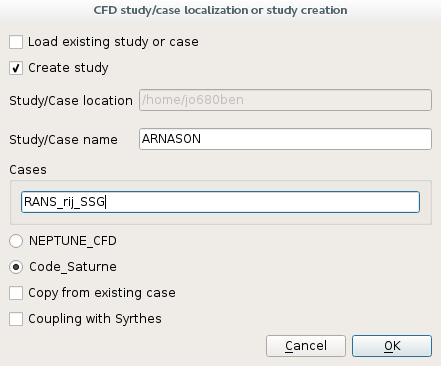 CFD study/case localization or study creation
Load existing study or case
Create study
Study/Case location /home/jo680ben
Study/Case name ARNASON
Cases
RANS_rij_SSG
NEPTUNE_CFD
Code_Saturne
Copy from existing case
Coupling with Syrthes
Cancel OK